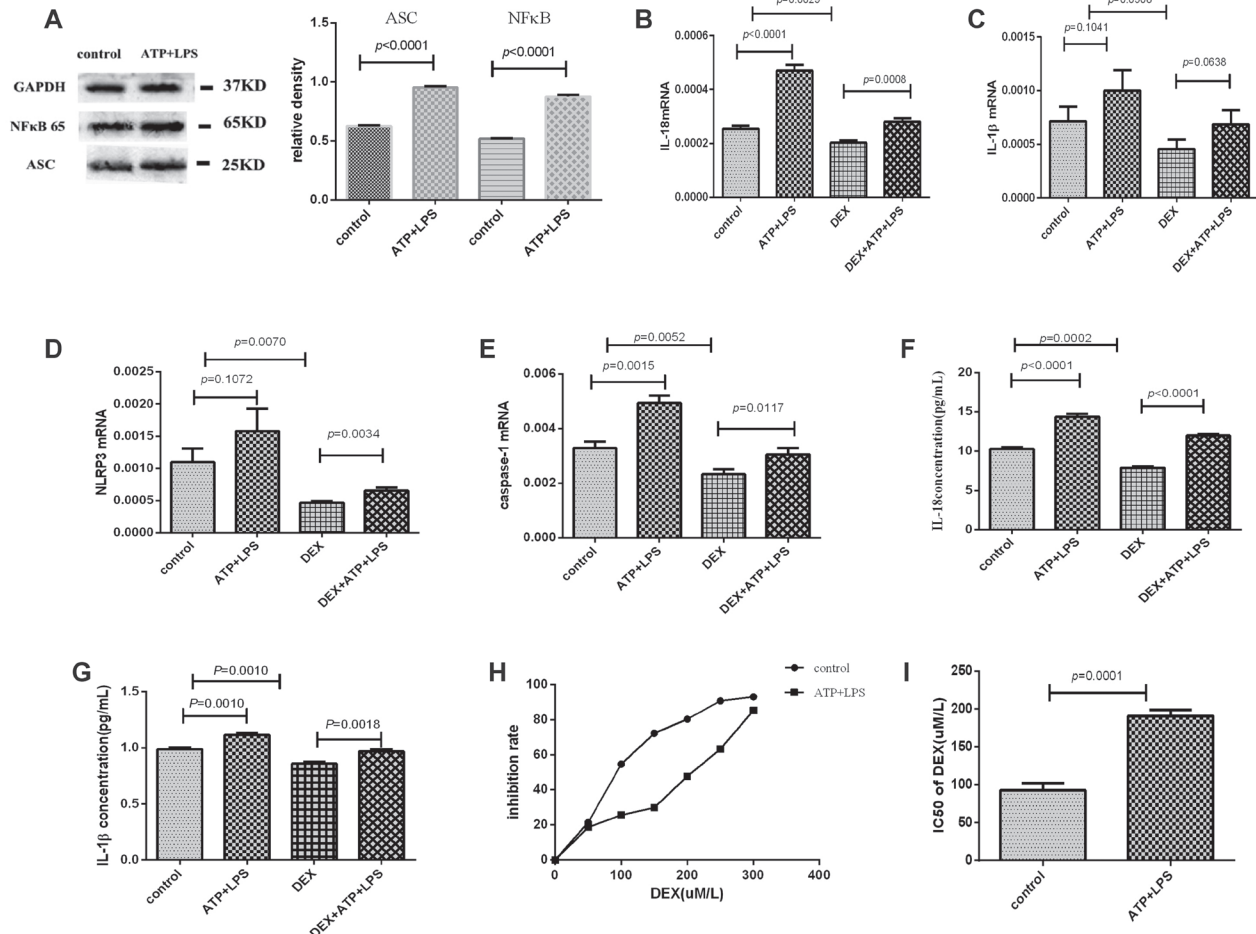 A
control ATP+LPS
GAPDH 37KD
NFκB 65 65KD
ASC 25KD
ASC NFκB
p<0.0001 p<0.0001
relative density
1.5
1.0
0.5
0.0
control ATP+LPS control ATP+LPS
B
p<0.0001
p=0.0008
IL-18mRNA
0.0006
0.0004
0.0002
0.0000
control ATP+LPS DEX DEX+ATP+LPS
C
p=0.1041
p=0.0638
IL-1β mRNA
0.0015
0.0010
0.0005
0.0000
control ATP+LPS DEX DEX+ATP+LPS
D
p=0.0070
p=0.1072
p=0.0034
NLRP3 mRNA
0.0025
0.0020
0.0015
0.0010
0.0005
0.0000
control ATP+LPS DEX DEX+ATP+LPS
E
p=0.0052
p=0.0015
p=0.0117
caspase-1 mRNA
0.006
0.004
0.002
0.000
control ATP+LPS DEX DEX+ATP+LPS
F
p=0.0002
p<0.0001
p<0.0001
IL-18concentration(pg/mL)
20
15
10
5
0
control ATP+LPS DEX DEX+ATP+LPS
G
P=0.0010
P=0.0010
P=0.0018
IL-1β concentration(pg/mL)
1.5
1.0
0.5
0.0
control ATP+LPS DEX DEX+ATP+LPS
H
control
ATP+LPS
inhibition rate
100
80
60
40
20
0
0 100 200 300 400
DEX(uM/L)
I
p=0.0001
IC50 of DEX(uM/L)
250
200
150
100
50
0
control ATP+LPS